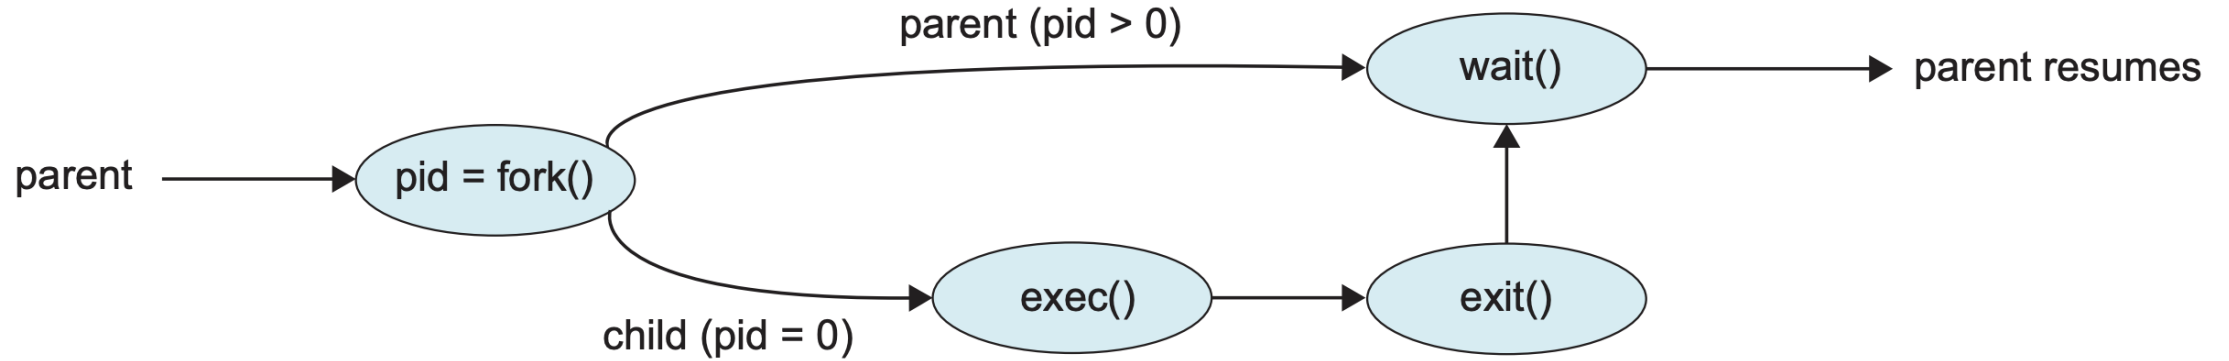 parent
pid = fork()
parent (pid > 0)
wait()
parent resumes
child (pid = 0)
exec()
exit()